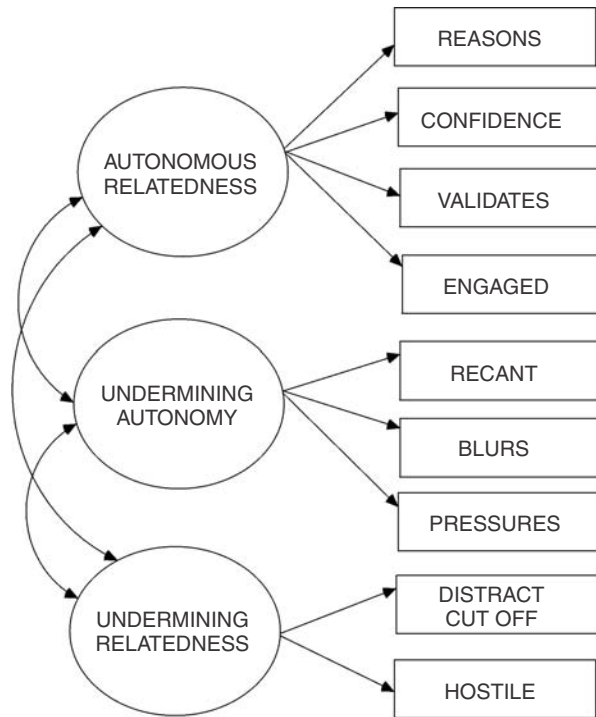 REASONS
CONFIDENCE
AUTONOMOUS
RELATEDNESS
VALIDATES
ENGAGED
RECANT
UNDERMINING
AUTONOMY
BLURS
PRESSURES
DISTRACT
CUT OFF
UNDERMINING
RELATEDNESS
HOSTILE